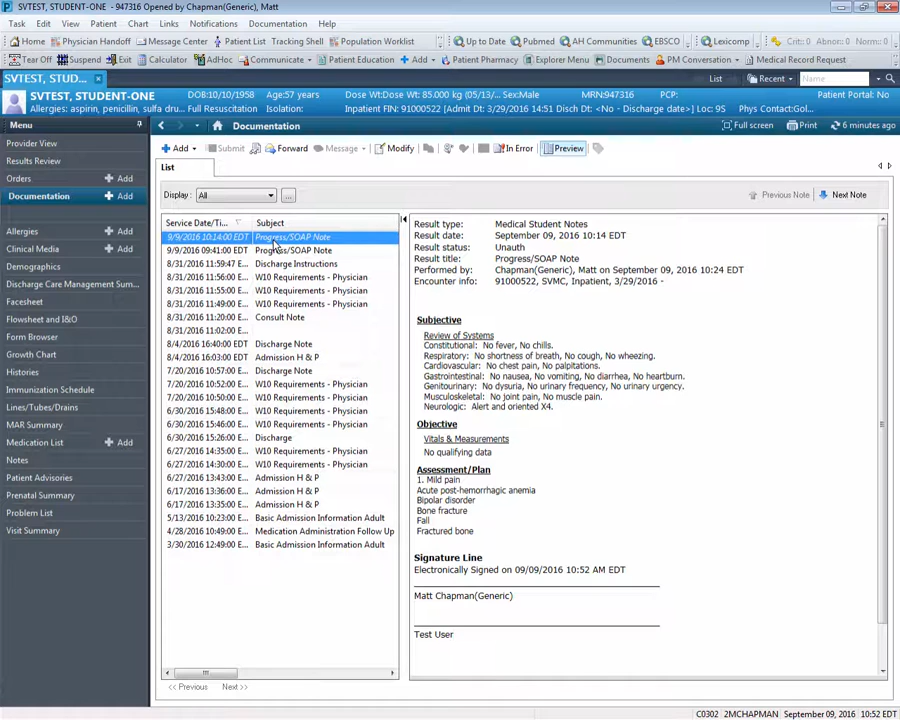 SVTEST, STUDENT-ONE - 947316 Opened by Chapman(Generic), Matt
Task Edit View Patient Chart Links Notifications Documentation Help
Home Physician Handoff Message Center Patient List Tracking Shell Population Worklist Up to Date Pubmed AH Communities EBSCO Lexicomp Crit: 0 Abnor: 0 Norm: 0
Tear Off Suspend Exit Calculator AdHoc Communicate Patient Education Add Patient Pharmacy Explorer Menu Documents PM Conversation Medical Record Request
SVTEST, STUD... List Recent Name
SVTEST, STUDENT-ONE DOB:10/10/1958 Age:57 years Dose Wt:Dose Wt: 85.000 kg (05/13/... Sex:Male MRN:947316 PCP: Patient Portal: No
Allergies: aspirin, penicillin, sulfa dru... Full Resuscitation Isolation: Inpatient FIN: 91000522 [Admit Dt: 3/29/2016 14:51 Disch Dt: <No - Discharge date>] Loc: 9S Phys Contact:Gol...
Menu Documentation Full screen Print 6 minutes ago
Provider View
Results Review
Orders Add
Documentation Add
Allergies Add
Clinical Media Add
Demographics
Discharge Care Management Sum...
Facesheet
Flowsheet and I&O
Form Browser
Growth Chart
Histories
Immunization Schedule
Lines/Tubes/Drains
MAR Summary
Medication List Add
Notes
Patient Advisories
Prenatal Summary
Problem List
Visit Summary
Add Submit Forward Message Modify In Error Preview
List
Display : All ... Previous Note Next Note
Service Date/Ti... Subject
9/9/2016 10:14:00 EDT Progress/SOAP Note
9/9/2016 09:41:00 EDT Progress/SOAP Note
8/31/2016 11:59:47 E... Discharge Instructions
8/31/2016 11:56:00 E... W10 Requirements - Physician
8/31/2016 11:55:00 E... W10 Requirements - Physician
8/31/2016 11:49:00 E... W10 Requirements - Physician
8/31/2016 11:20:00 E... Consult Note
8/31/2016 11:02:00 E...
8/4/2016 16:40:00 EDT Discharge Note
8/4/2016 16:03:00 EDT Admission H & P
7/20/2016 10:57:00 E... Discharge Note
7/20/2016 10:52:00 E... W10 Requirements - Physician
7/20/2016 10:50:00 E... W10 Requirements - Physician
6/30/2016 15:48:00 E... W10 Requirements - Physician
6/30/2016 15:46:00 E... W10 Requirements - Physician
6/30/2016 15:26:00 E... Discharge
6/27/2016 14:35:00 E... W10 Requirements - Physician
6/27/2016 14:30:00 E... W10 Requirements - Physician
6/27/2016 13:43:00 E... Admission H & P
6/17/2016 13:36:00 E... Admission H & P
6/17/2016 13:35:00 E... Admission H & P
5/13/2016 10:23:00 E... Basic Admission Information Adult
4/28/2016 10:49:00 E... Medication Administration Follow Up
3/30/2016 12:49:00 E... Basic Admission Information Adult
<< Previous Next >>
Result type: Medical Student Notes
Result date: September 09, 2016 10:14 EDT
Result status: Unauth
Result title: Progress/SOAP Note
Performed by: Chapman(Generic), Matt on September 09, 2016 10:24 EDT
Encounter info: 91000522, SVMC, Inpatient, 3/29/2016 -
Subjective
Review of Systems
Constitutional: No fever, No chills.
Respiratory: No shortness of breath, No cough, No wheezing.
Cardiovascular: No chest pain, No palpitations.
Gastrointestinal: No nausea, No vomiting, No diarrhea, No heartburn.
Genitourinary: No dysuria, No urinary frequency, No urinary urgency.
Musculoskeletal: No joint pain, No muscle pain.
Neurologic: Alert and oriented X4.
Objective
Vitals & Measurements
No qualifying data
Assessment/Plan
1. Mild pain
Acute post-hemorrhagic anemia
Bipolar disorder
Bone fracture
Fall
Fractured bone
Signature Line
Electronically Signed on 09/09/2016 10:52 AM EDT
Matt Chapman(Generic)
Test User
C0302 2MCHAPMAN September 09, 2016 10:52 EDT